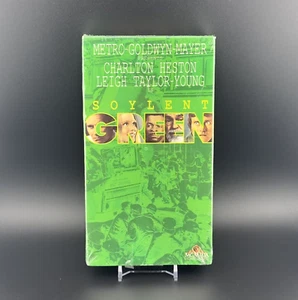 METRO-GOLDWYN-MAYER
CHARLTON HESTON
LEIGH TAYLOR-YOUNG
SOYLENT
GREEN